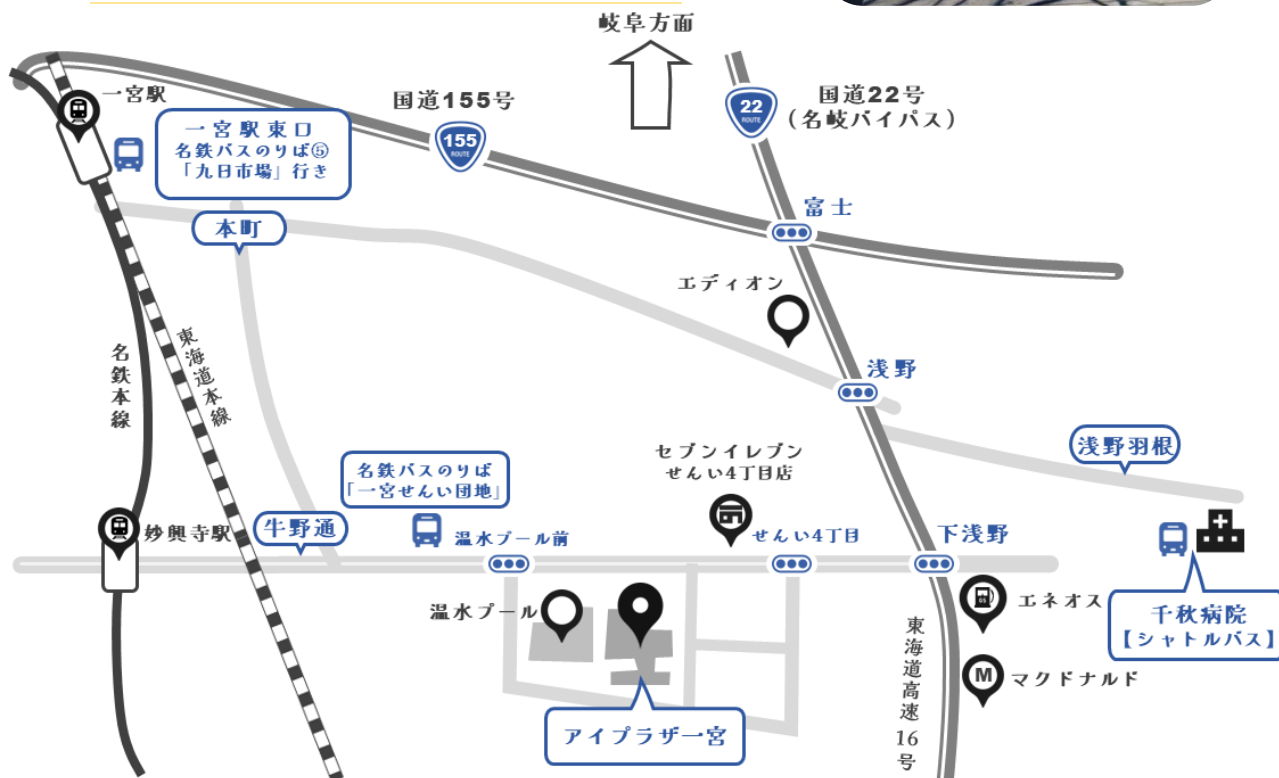 岐阜方面
一宮駅
国道155号
155
ROUTE
22
ROUTE
国道22号
（名岐バイパス）
一宮駅東口
名鉄バスのりば⑤
「九日市場」行き
本町
富士
エディオン
浅野
名鉄本線
東海道本線
セブンイレブン
せんい4丁目店
浅野羽根
名鉄バスのりば
「一宮せんい団地」
妙興寺駅
牛野通
温水プール前
せんい4丁目
下浅野
温水プール
GS
エネオス
千秋病院
【シャトルバス】
東海道高速16号
M
マクドナルド
アイプラザ一宮